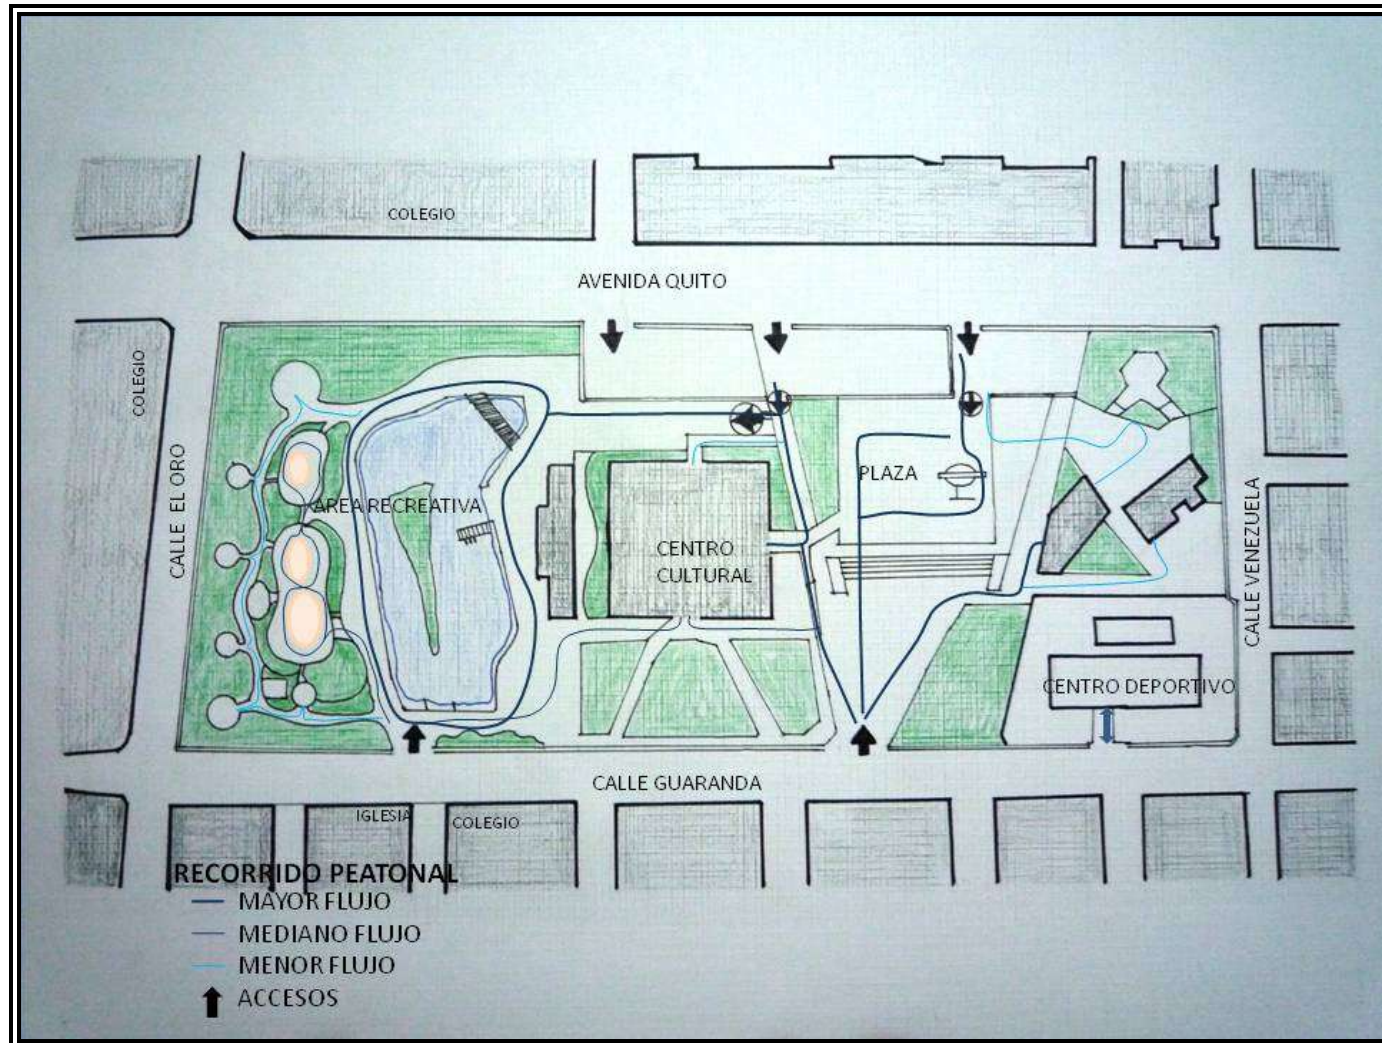 COLEGIO
AVENIDA QUITO
COLEGIO
CALLE EL ORO
AREA RECREATIVA
PLAZA
CENTRO
CULTURAL
CALLE VENEZUELA
CENTRO DEPORTIVO
CALLE GUARANDA
IGLESIA
COLEGIO
RECORRIDO PEATONAL
MAYOR FLUJO
MEDIANO FLUJO
MENOR FLUJO
ACCESOS